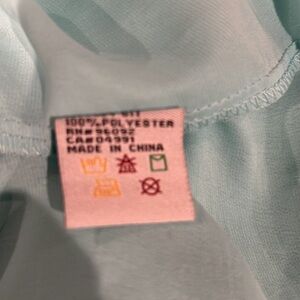 100% POLYESTER
RN# 96092
CA# 04991
MADE IN CHINA